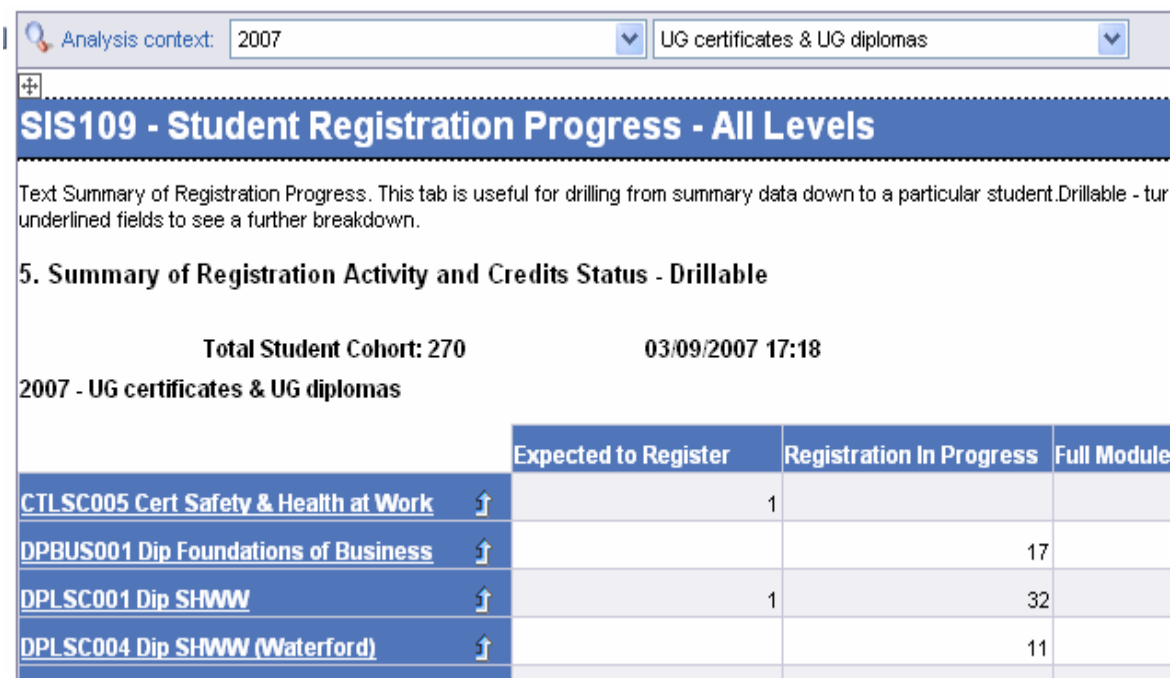 Analysis context: 2007 UG certificates & UG diplomas
SIS109 - Student Registration Progress - All Levels
Text Summary of Registration Progress. This tab is useful for drilling from summary data down to a particular student.Drillable - tur
underlined fields to see a further breakdown.
5. Summary of Registration Activity and Credits Status - Drillable
Total Student Cohort: 270 03/09/2007 17:18
2007 - UG certificates & UG diplomas
Expected to Register Registration In Progress Full Module
CTLSC005 Cert Safety & Health at Work 1
DPBUS001 Dip Foundations of Business 17
DPLSC001 Dip SHWW 1 32
DPLSC004 Dip SHWW (Waterford) 11